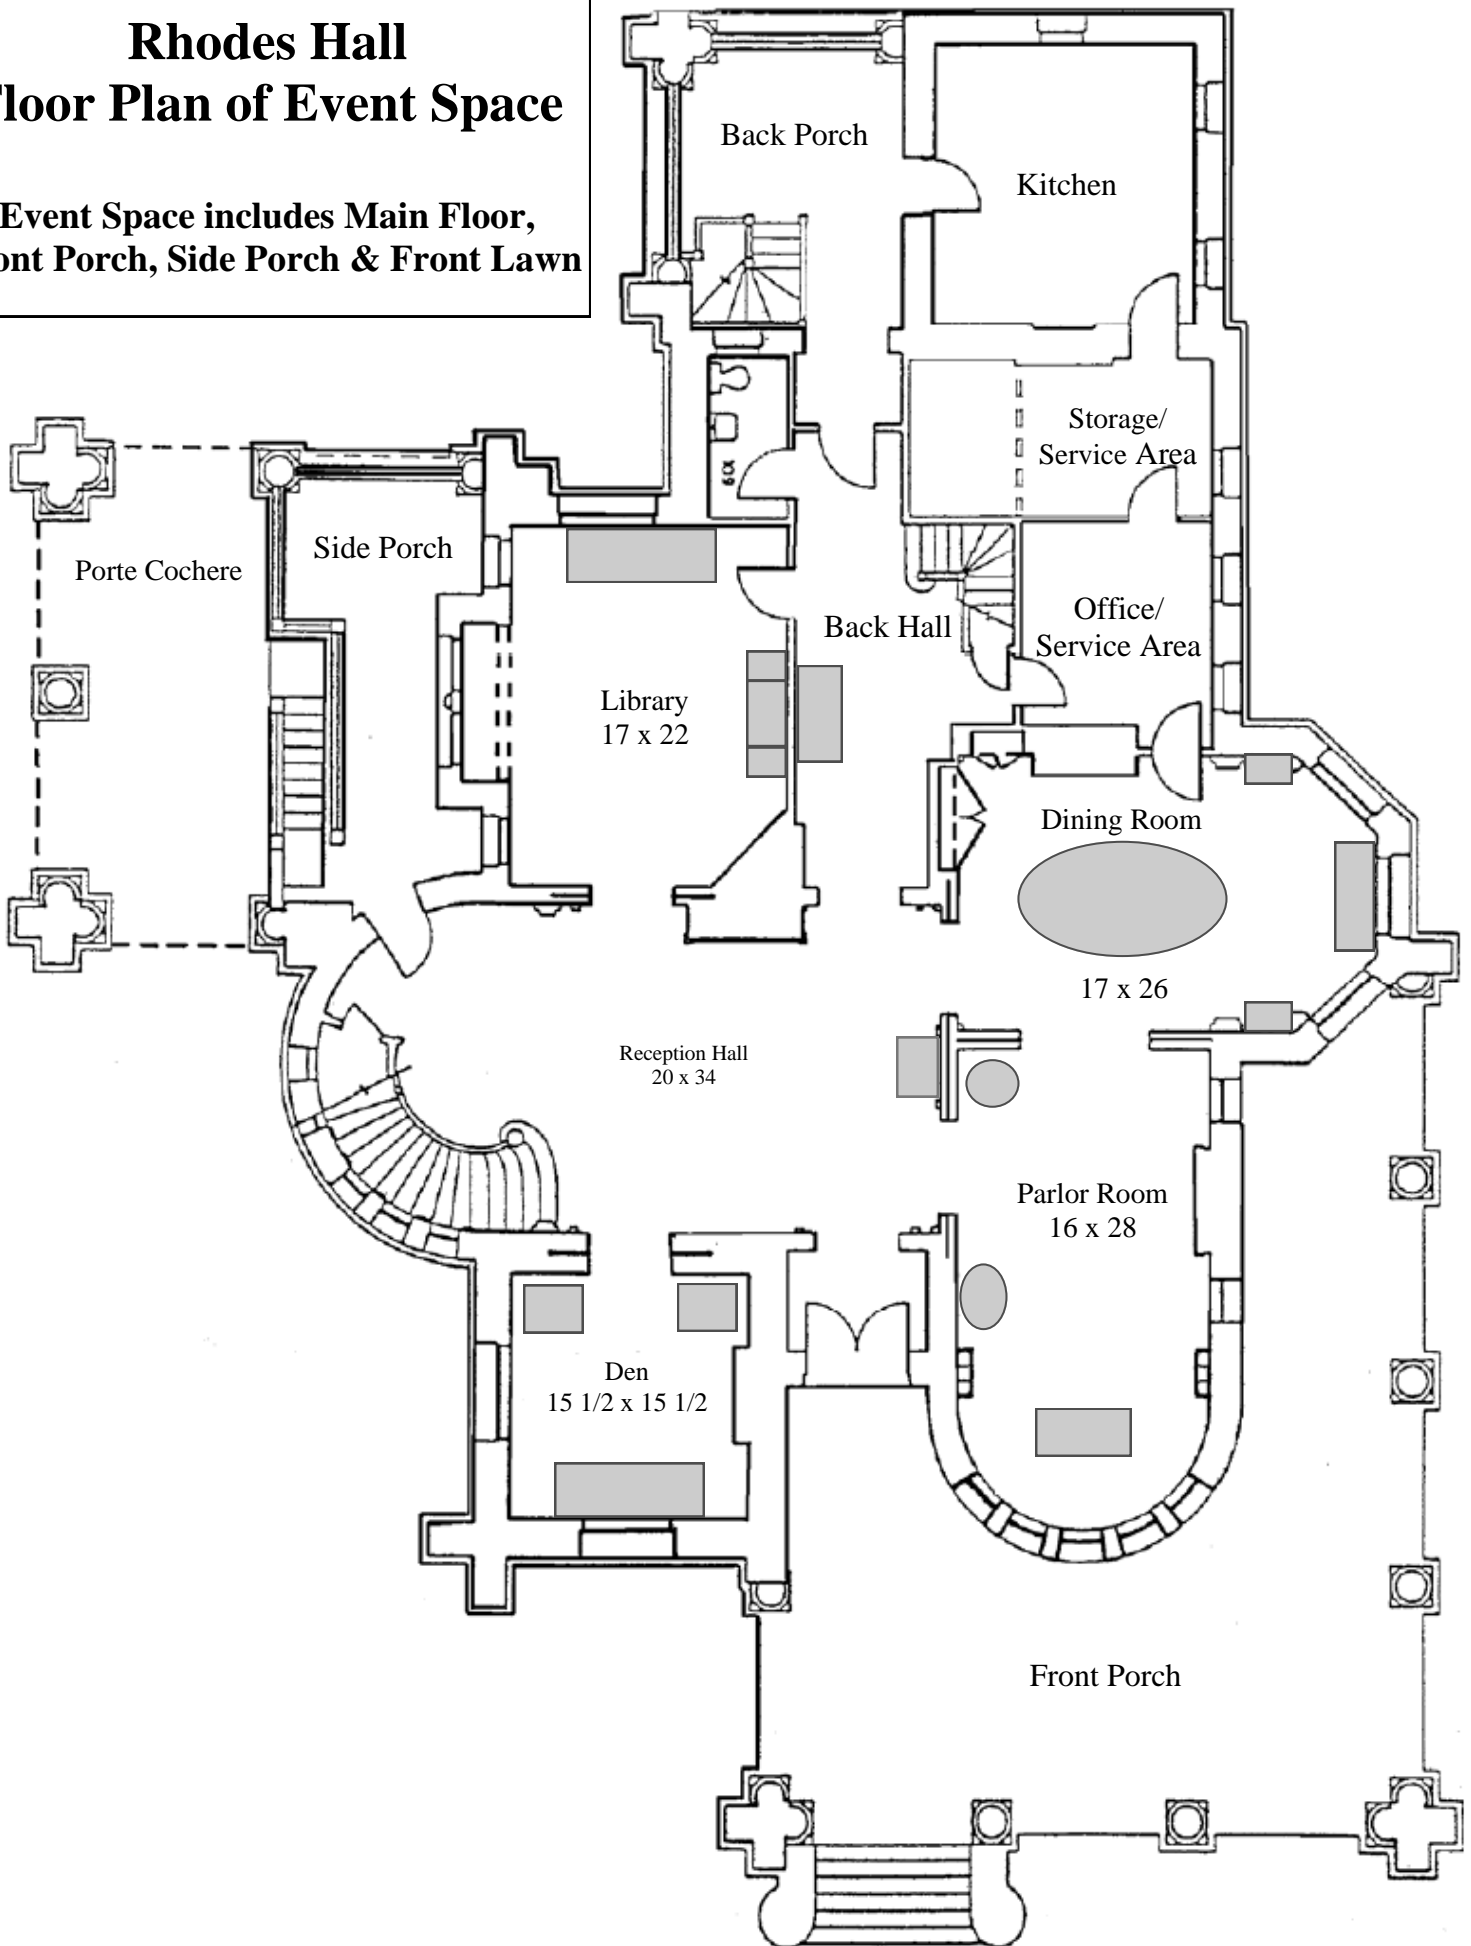 Rhodes Hall
loor Plan of Event Space
Event Space includes Main Floor,
ont Porch, Side Porch & Front Lawn
Back Porch
Kitchen
Storage/
Service Area
Side Porch
Porte Cochere
Office/
Service Area
Back Hall
Library
17 x 22
Dining Room
17 x 26
Reception Hall
20 x 34
Parlor Room
16 x 28
Den
15 1/2 x 15 1/2
Front Porch